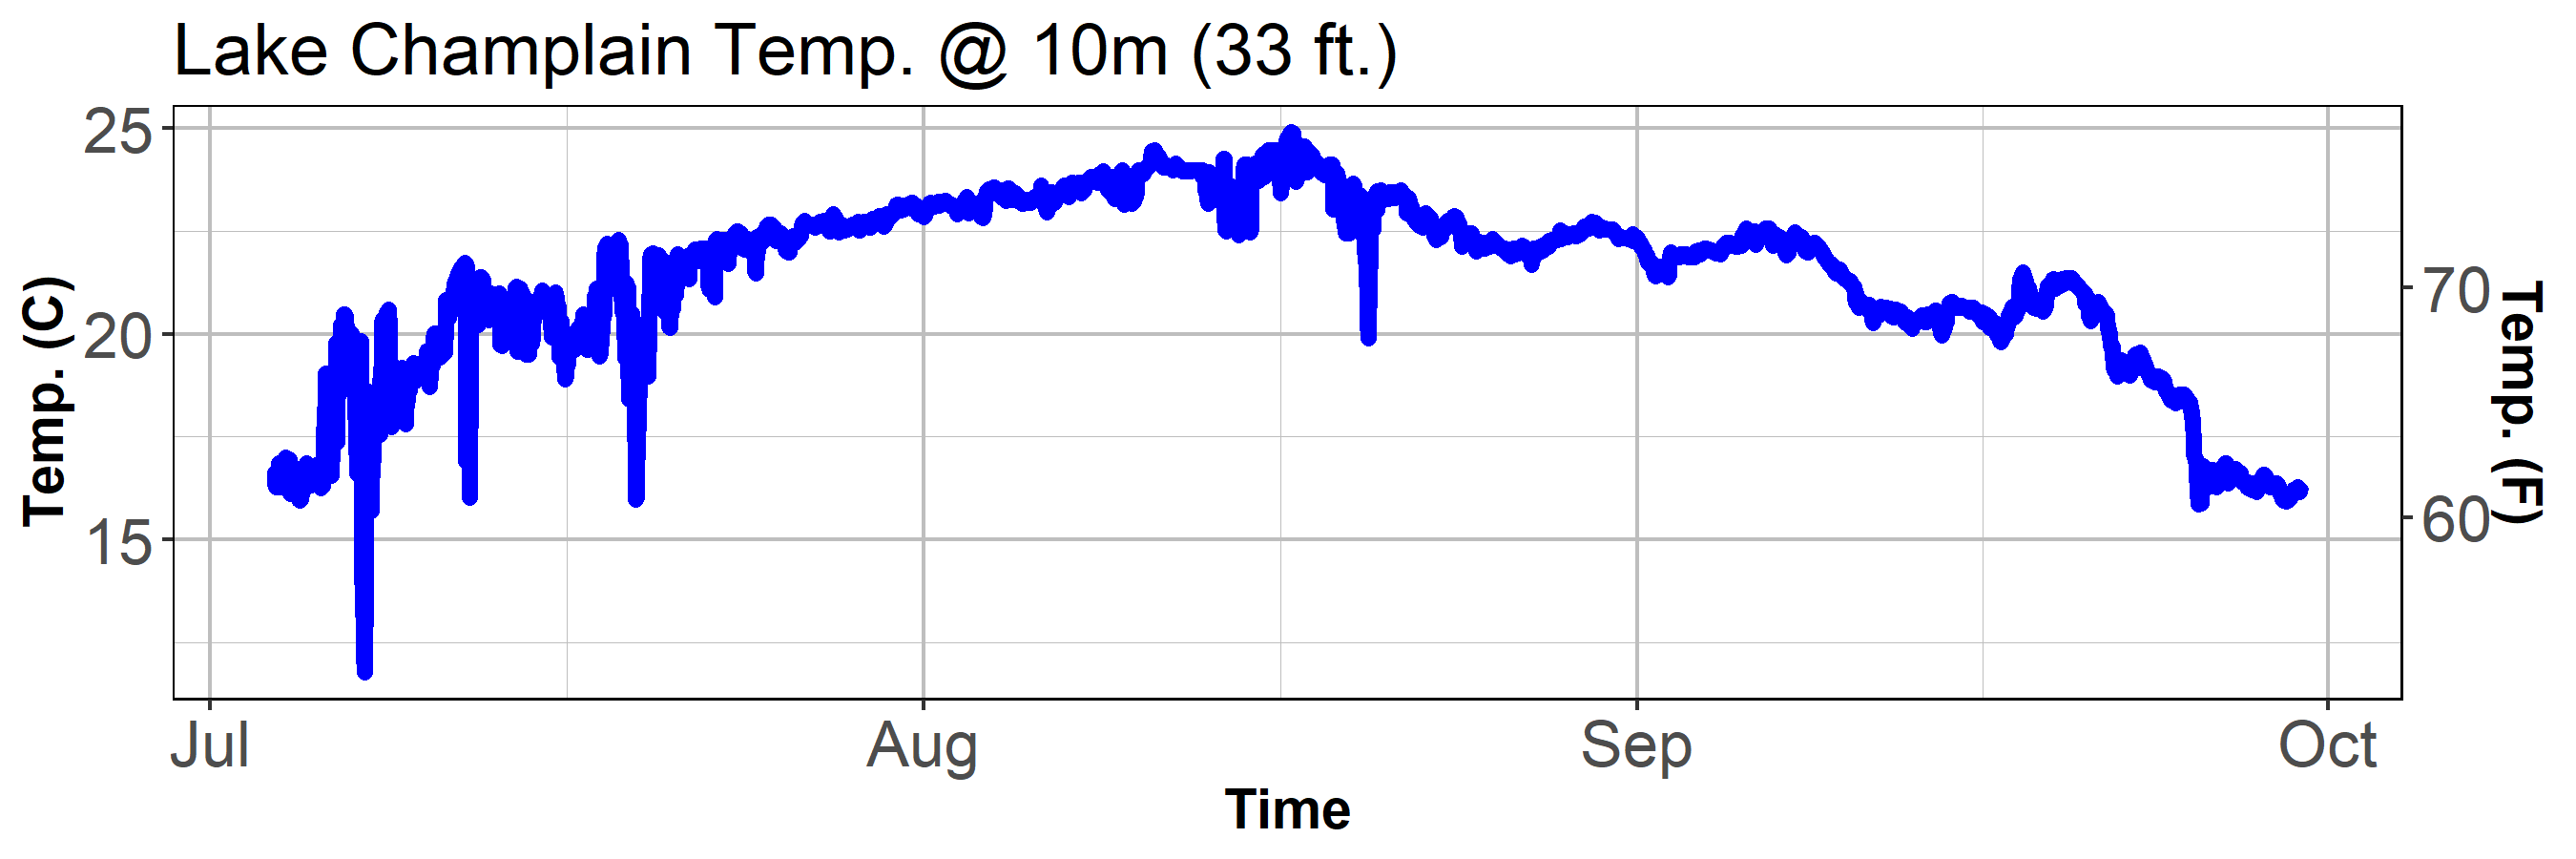 Lake Champlain Temp. @ 10m (33 ft.)
25
20
15
Temp. (C)
70
60
Temp. (F)
Jul
Aug
Sep
Oct
Time